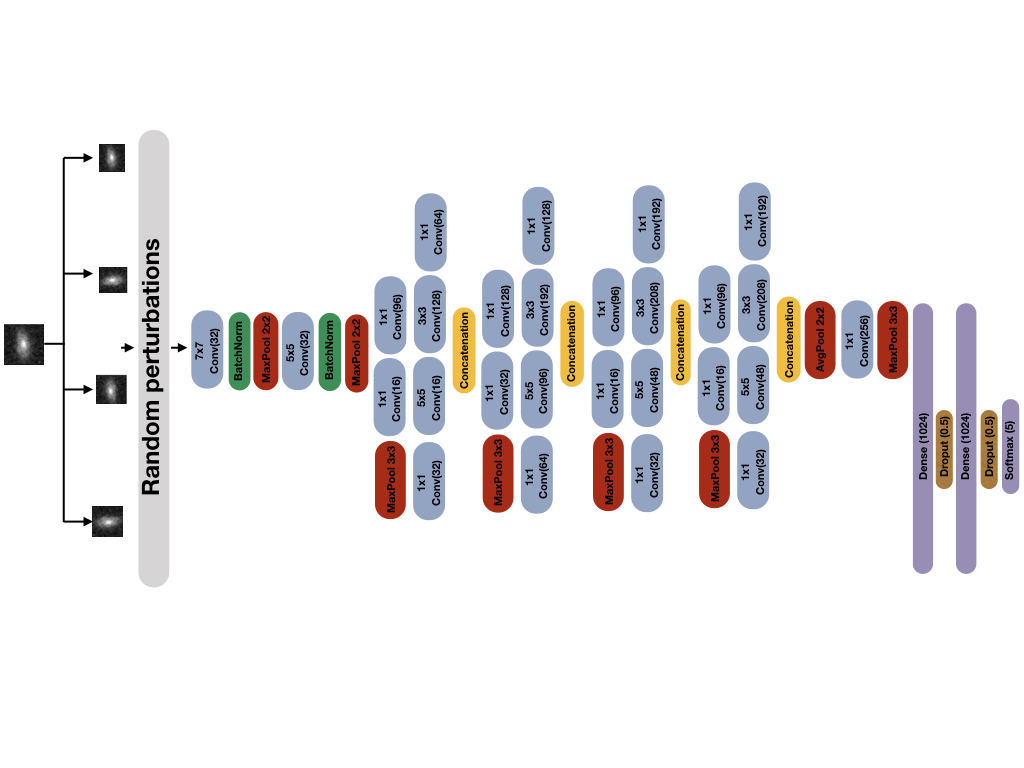 Random perturbations
7x7
Conv(32)
BatchNorm
MaxPool 2x2
5x5
Conv(32)
BatchNorm
MaxPool 2x2
MaxPool 3x3
1x1
Conv(16)
1x1
Conv(96)
1x1
Conv(32)
5x5
Conv(16)
3x3
Conv(128)
1x1
Conv(64)
Concatenation
MaxPool 3x3
1x1
Conv(32)
1x1
Conv(128)
1x1
Conv(64)
5x5
Conv(96)
3x3
Conv(192)
1x1
Conv(128)
Concatenation
MaxPool 3x3
1x1
Conv(16)
1x1
Conv(96)
1x1
Conv(32)
5x5
Conv(48)
3x3
Conv(208)
1x1
Conv(192)
Concatenation
MaxPool 3x3
1x1
Conv(16)
1x1
Conv(96)
1x1
Conv(32)
5x5
Conv(48)
3x3
Conv(208)
1x1
Conv(192)
Concatenation
AvgPool 2x2
1x1
Conv(256)
MaxPool 3x3
Dense (1024)
Droput (0.5)
Dense (1024)
Droput (0.5)
Softmax (5)